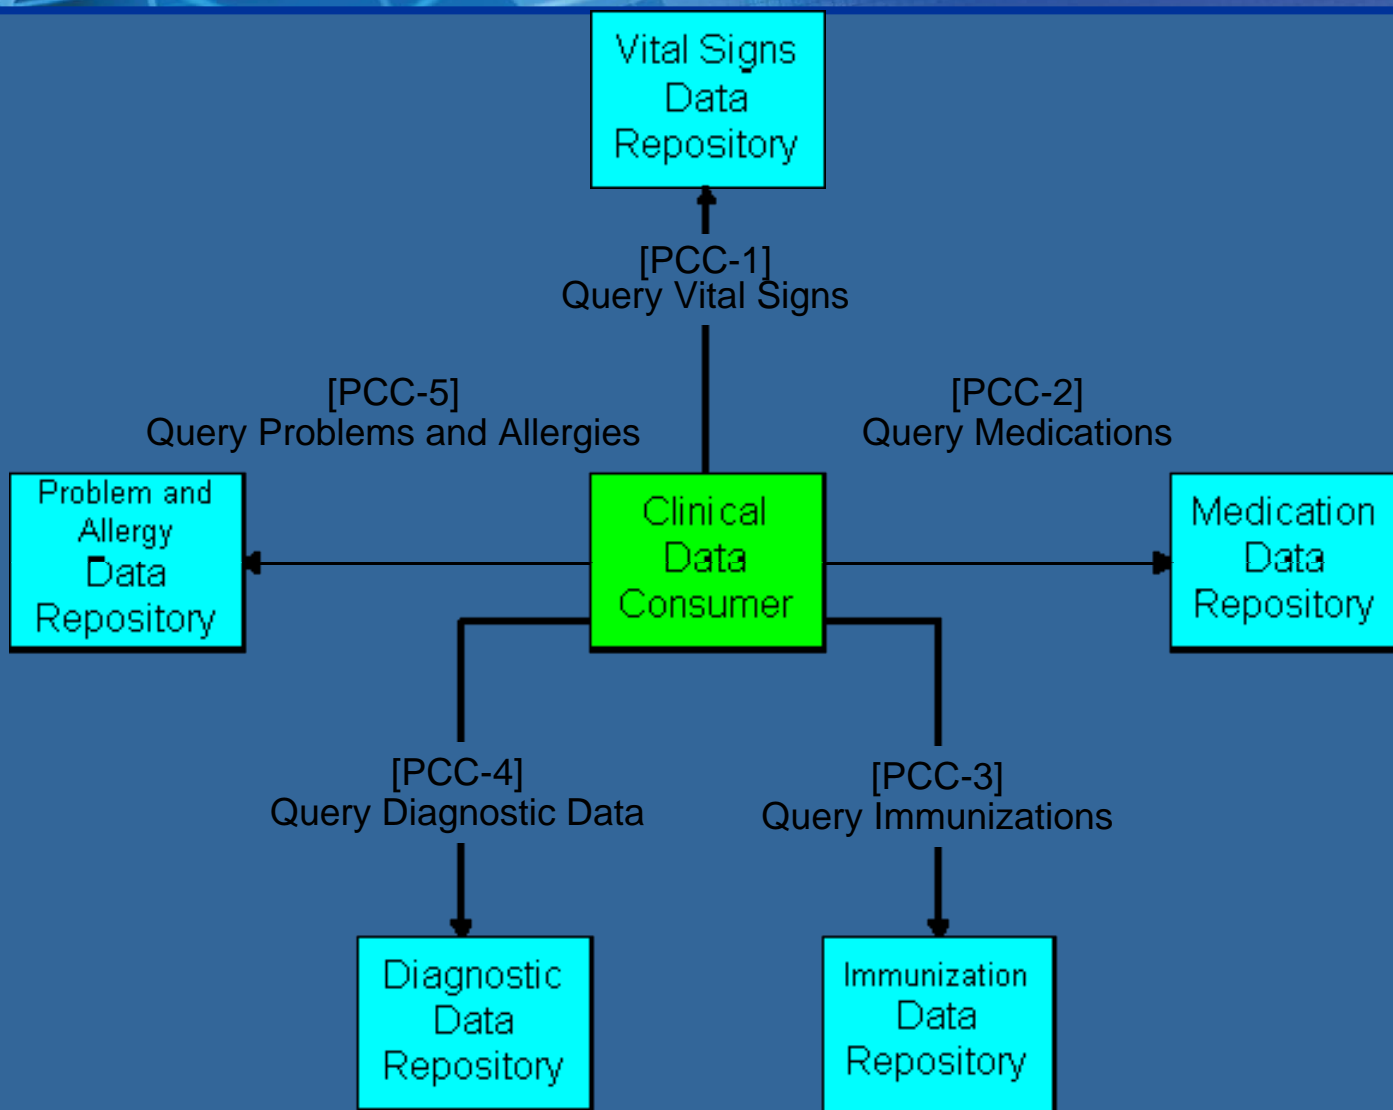 Vital Signs
Data
Repository
[PCC-1]
Query Vital Signs
[PCC-5]
Query Problems and Allergies
[PCC-2]
Query Medications
Problem and
Allergy
Data
Repository
Clinical
Data
Consumer
Medication
Data
Repository
[PCC-4]
Query Diagnostic Data
[PCC-3]
Query Immunizations
Diagnostic
Data
Repository
Immunization
Data
Repository